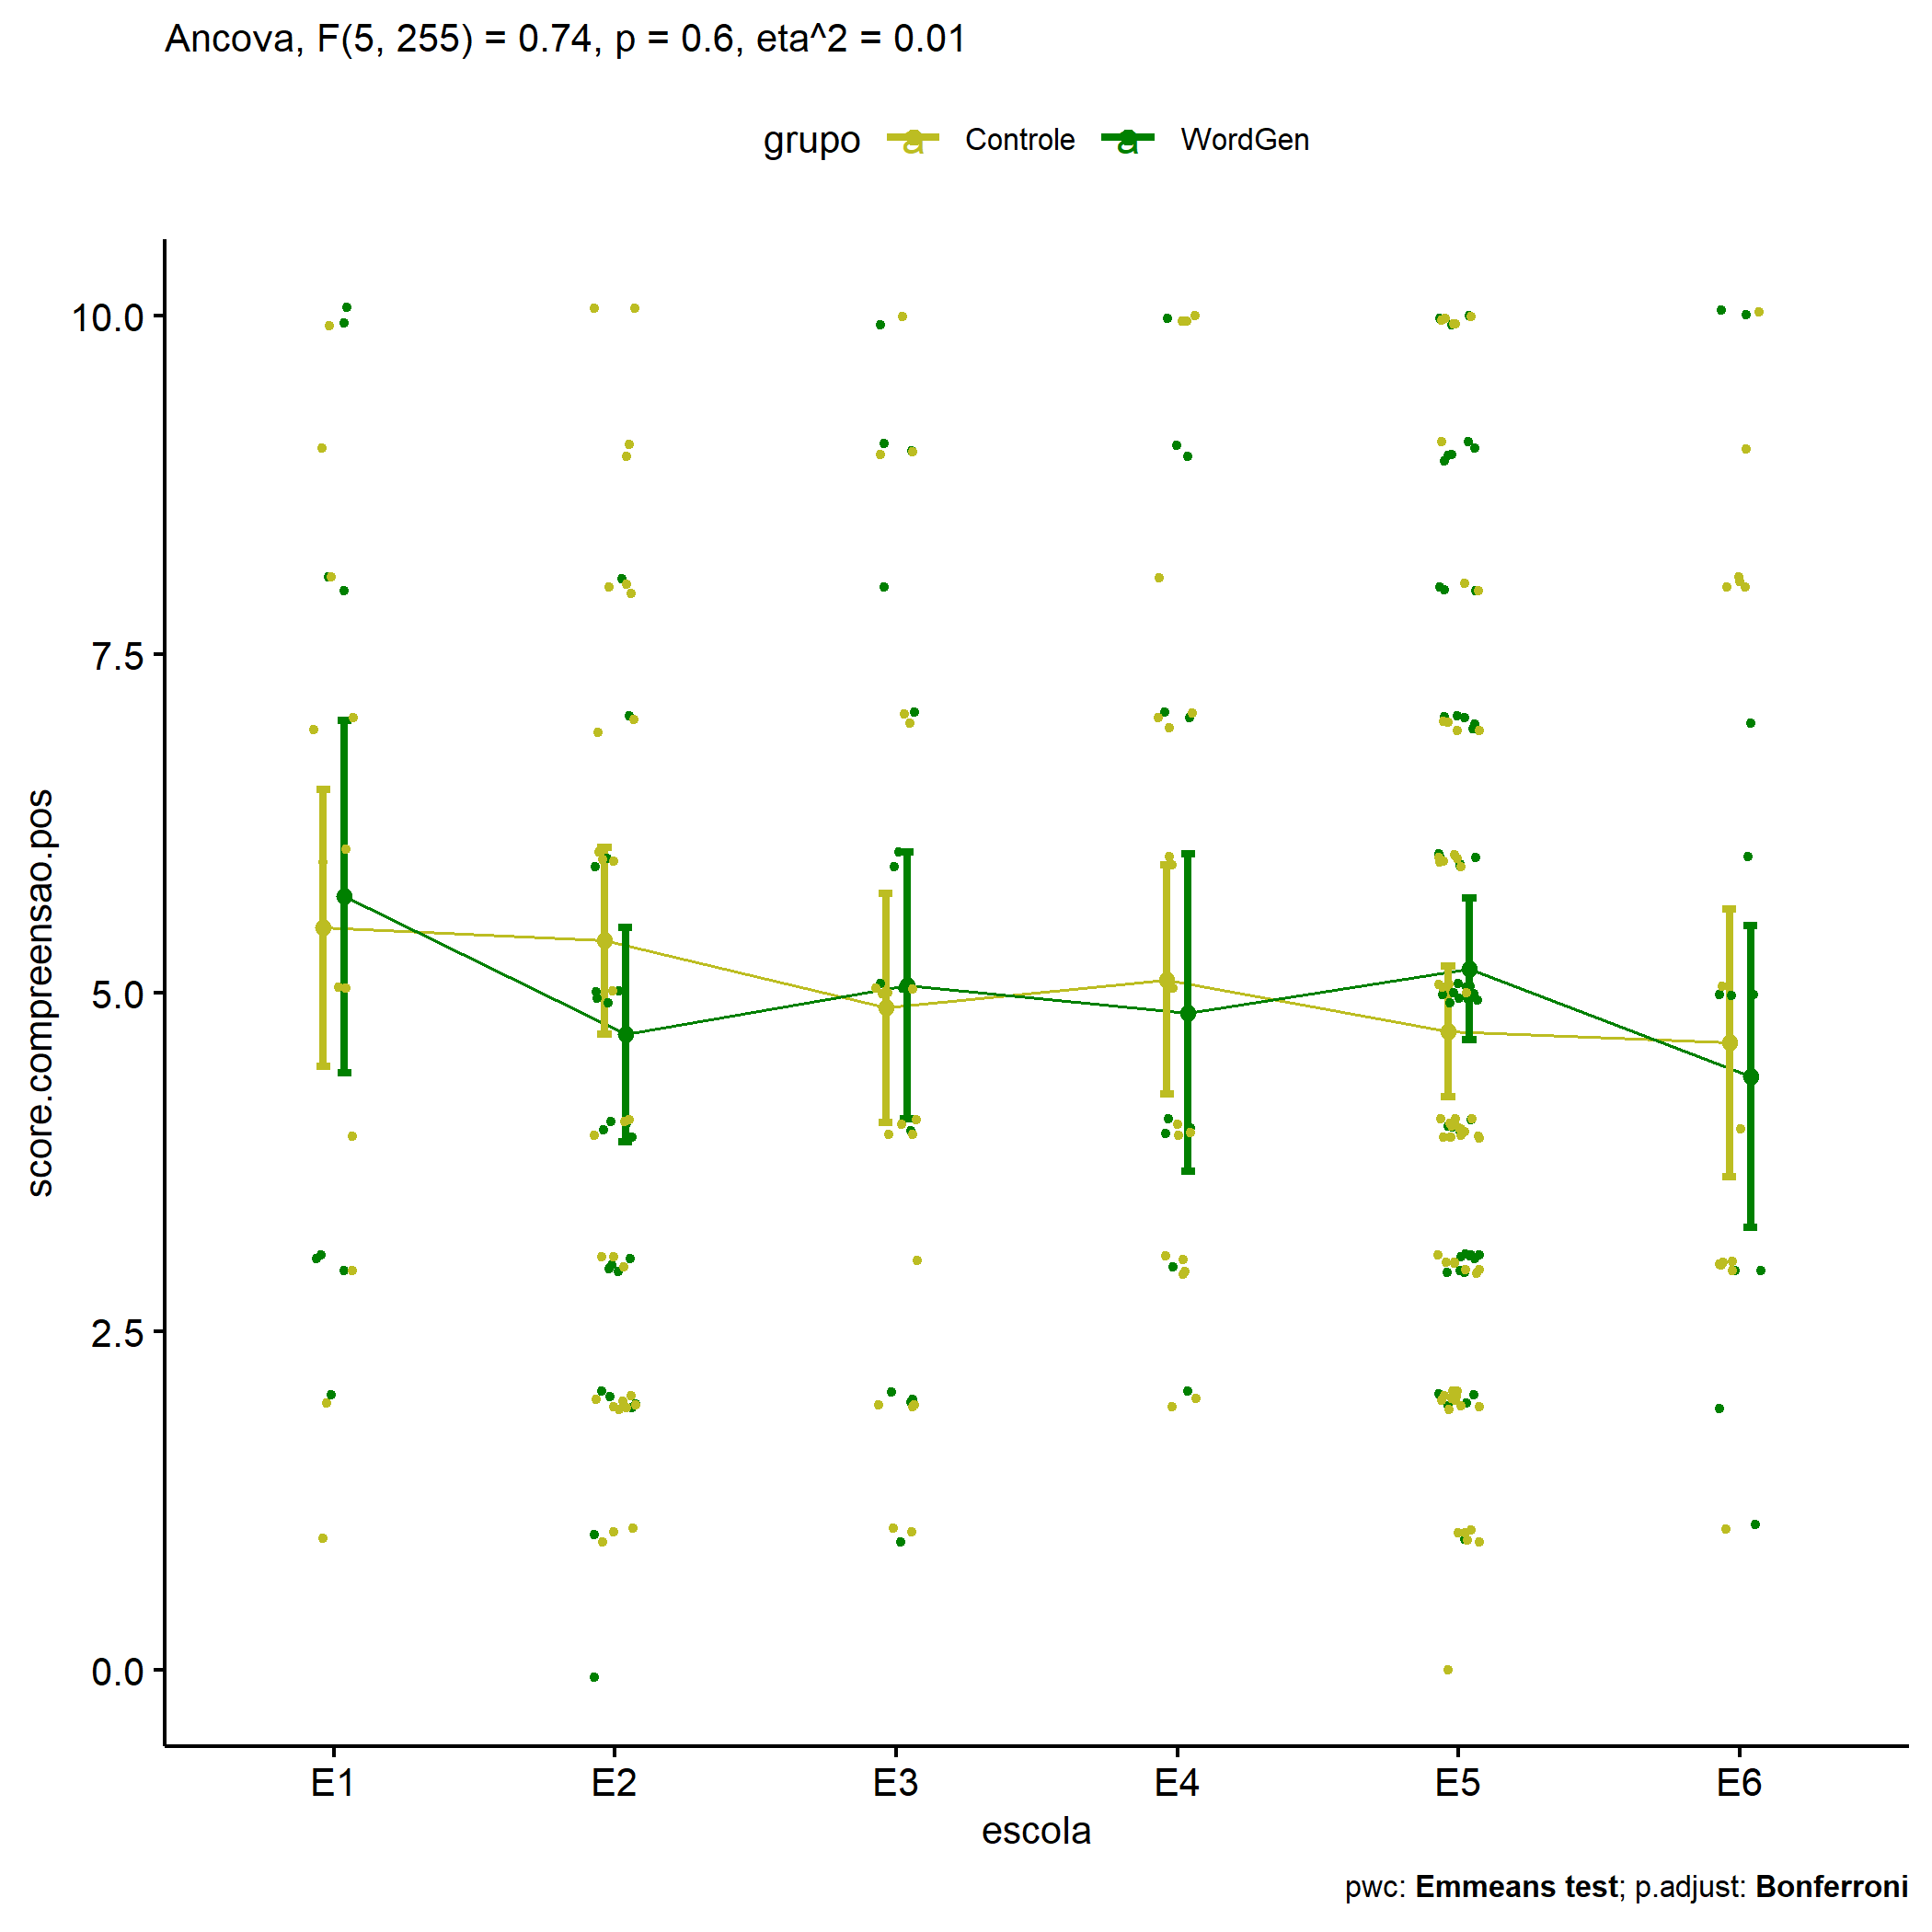 Ancova, F(5, 255) = 0.74, p = 0.6, eta^2 = 0.01
grupo a Controle a WordGen
10.0
7.5
5.0
2.5
0.0
score.compreensao.pos
E1 E2 E3 E4 E5 E6
escola
pwc: Emmeans test; p.adjust: Bonferroni